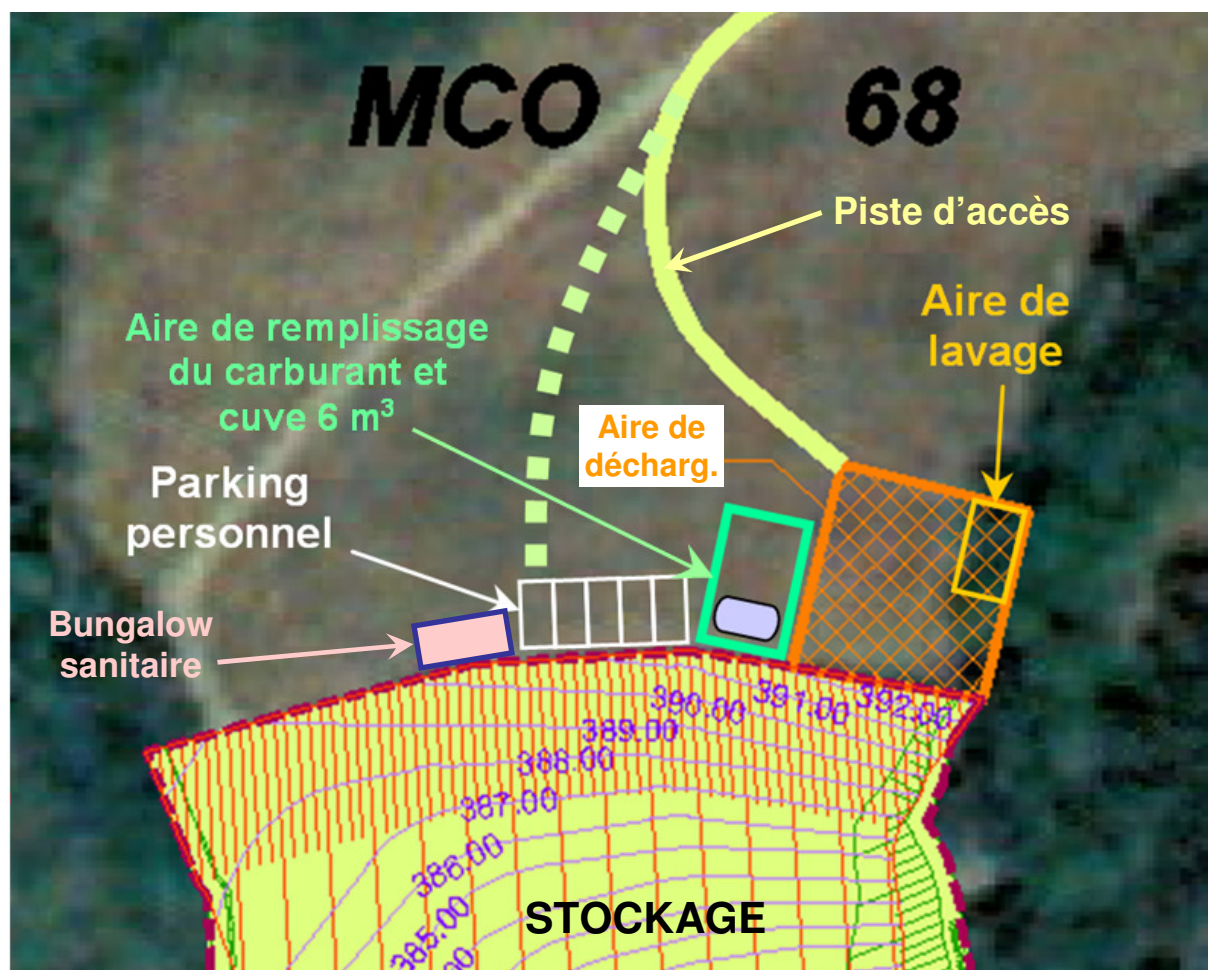 MCO 68
Piste d'accès
Aire de
lavage
Aire de remplissage
du carburant et
cuve 6 m³
Aire de
décharg.
Parking
personnel
Bungalow
sanitaire
390.00
391.00
392.00
389.00
388.00
387.00
386.00
385.00
STOCKAGE